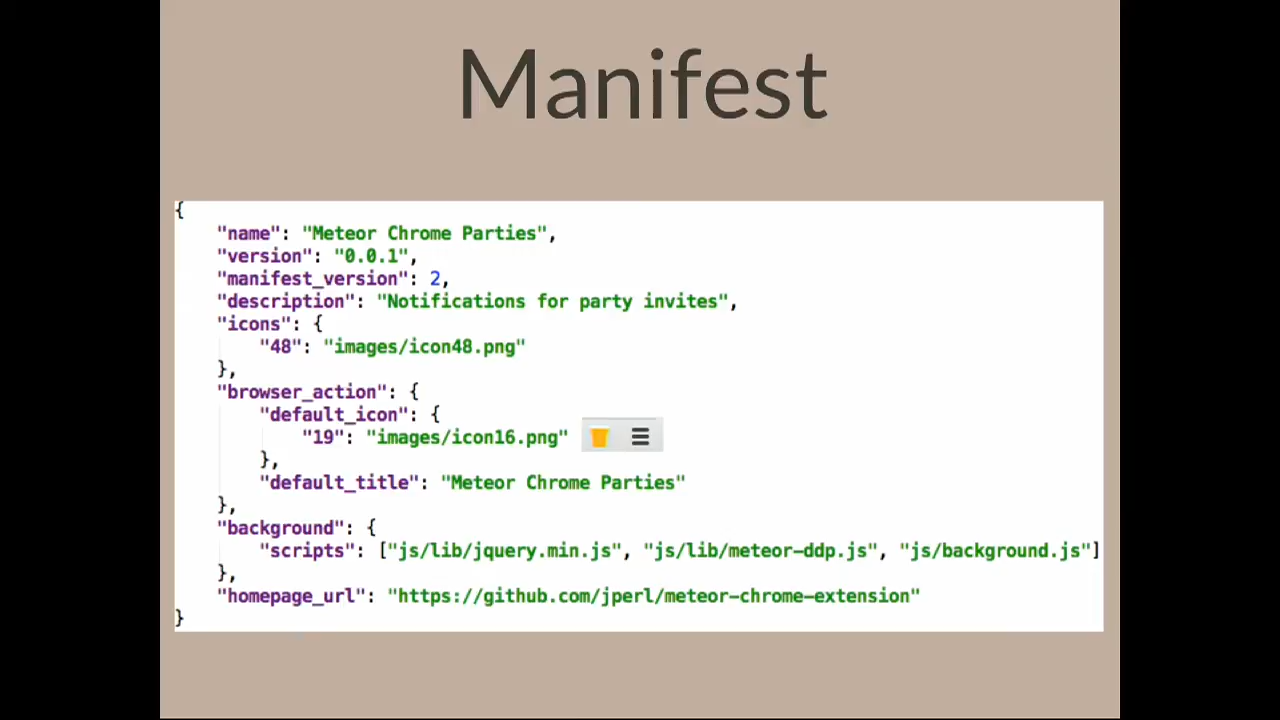 Manifest
{
"name": "Meteor Chrome Parties",
"version": "0.0.1",
"manifest_version": 2,
"description": "Notifications for party invites",
"icons": {
"48": "images/icon48.png"
},
"browser_action": {
"default_icon": {
"19": "images/icon16.png"
},
"default_title": "Meteor Chrome Parties"
},
"background": {
"scripts": ["js/lib/jquery.min.js", "js/lib/meteor-ddp.js", "js/background.js"]
},
"homepage_url": "https://github.com/jperl/meteor-chrome-extension"
}